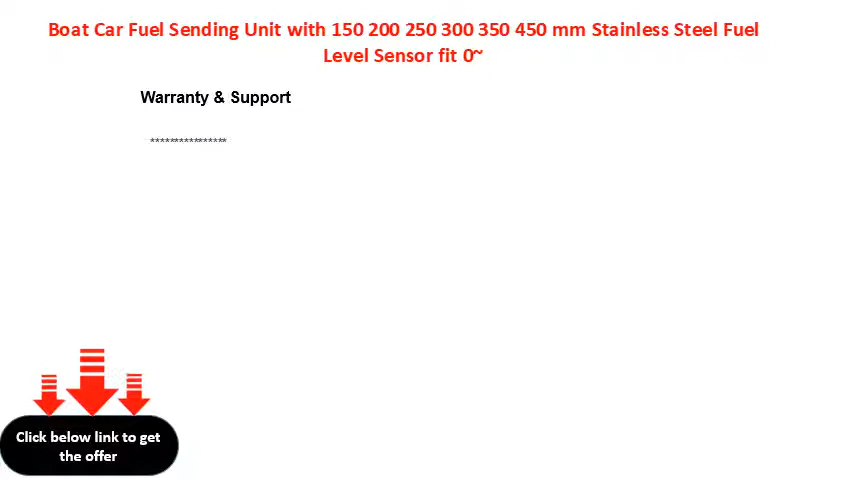 Boat Car Fuel Sending Unit with 150 200 250 300 350 450 mm Stainless Steel Fuel
Level Sensor fit 0~
Warranty & Support
****************
Click below link to get
the offer